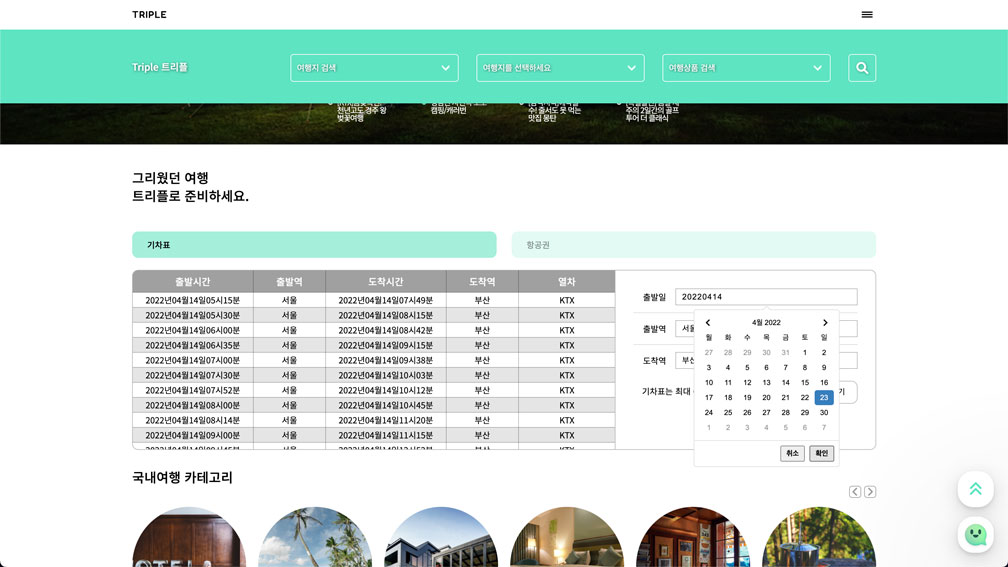 TRIPLE
Triple 트리플
여행지 검색
여행지를 선택하세요
여행상품 검색
천년고도 경주 왕
벚꽃여행
캠핑/캐러번
수! 줄서도 못 먹는
맛집 몽탄
주의 2일간의 골프
투어 더 클래식
그리웠던 여행
트리플로 준비하세요.
기차표
항공권
출발시간 출발역 도착시간 도착역 열차
2022년04월14일05시15분 서울 2022년04월14일07시49분 부산 KTX
2022년04월14일05시30분 서울 2022년04월14일08시15분 부산 KTX
2022년04월14일06시00분 서울 2022년04월14일08시42분 부산 KTX
2022년04월14일06시35분 서울 2022년04월14일09시15분 부산 KTX
2022년04월14일07시00분 서울 2022년04월14일09시38분 부산 KTX
2022년04월14일07시30분 서울 2022년04월14일10시03분 부산 KTX
2022년04월14일07시52분 서울 2022년04월14일10시12분 부산 KTX
2022년04월14일08시00분 서울 2022년04월14일10시45분 부산 KTX
2022년04월14일08시14분 서울 2022년04월14일11시20분 부산 KTX
2022년04월14일09시00분 서울 2022년04월14일11시15분 부산 KTX
출발일 20220414
출발역 서울
도착역 부산
기차표는 최대
기
4월 2022
월 화 수 목 금 토 일
27 28 29 30 31 1 2
3 4 5 6 7 8 9
10 11 12 13 14 15 16
17 18 19 20 21 22 23
24 25 26 27 28 29 30
1 2 3 4 5 6 7
취소 확인
국내여행 카테고리